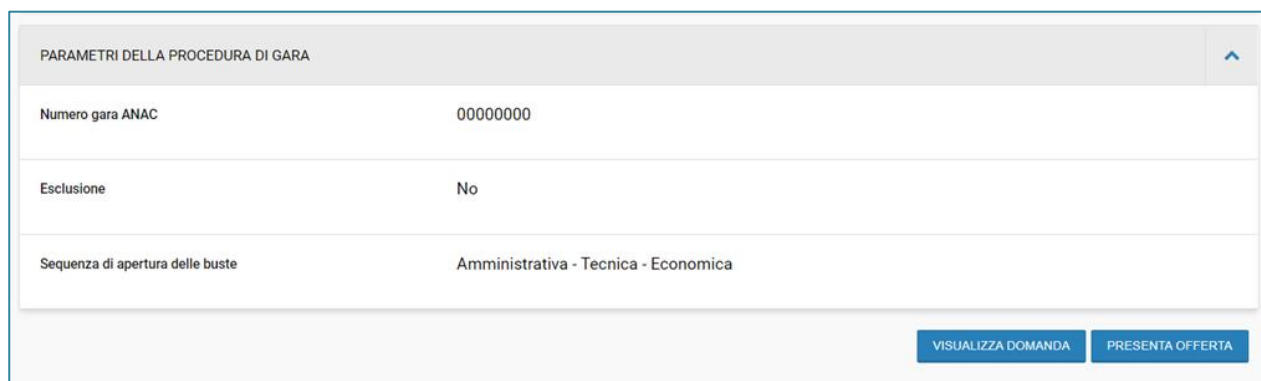 PARAMETRI DELLA PROCEDURA DI GARA
Numero gara ANAC 00000000
Esclusione No
Sequenza di apertura delle buste Amministrativa - Tecnica - Economica
VISUALIZZA DOMANDA PRESENTA OFFERTA